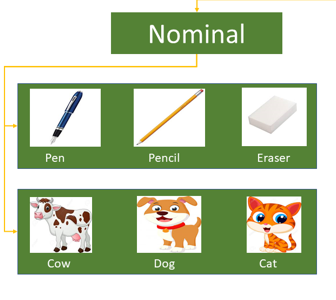 Nominal
Pen Pencil Eraser
Cow Dog Cat